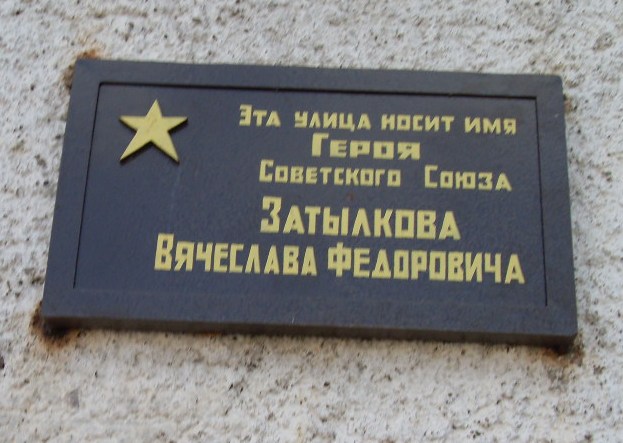 Эта улица носит имя
Героя
Советского Союза
Затылкова
Вячеслава Федоровича